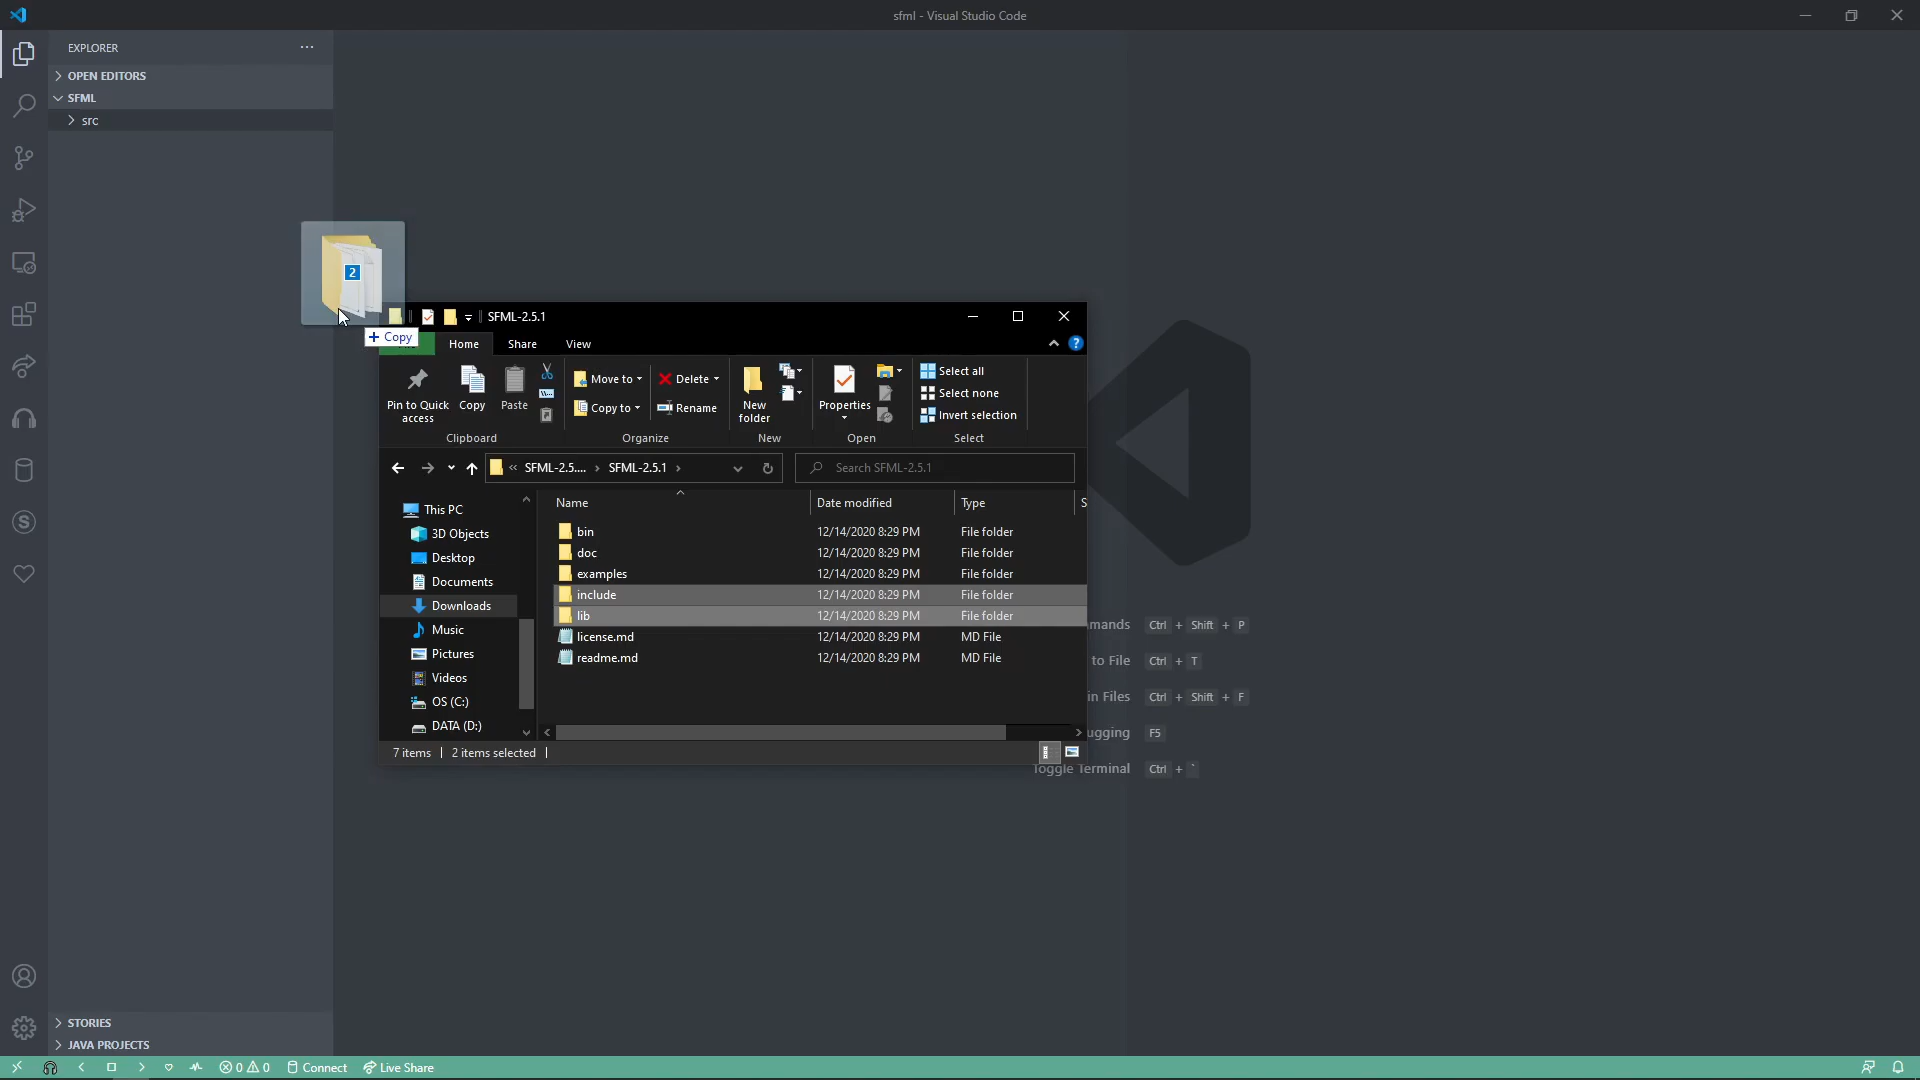 sfml - Visual Studio Code
EXPLORER
OPEN EDITORS
SFML
src
2
+ Copy
SFML-2.5.1
Home
Share
View
Pin to Quick access
Copy
Paste
Move to
Copy to
Delete
Rename
New folder
Properties
Select all
Select none
Invert selection
Clipboard
Organize
New
Open
Select
« SFML-2.5.... › SFML-2.5.1 ›
Search SFML-2.5.1
This PC
3D Objects
Desktop
Documents
Downloads
Music
Pictures
Videos
OS (C:)
DATA (D:)
Name Date modified Type S
bin 12/14/2020 8:29 PM File folder
doc 12/14/2020 8:29 PM File folder
examples 12/14/2020 8:29 PM File folder
include 12/14/2020 8:29 PM File folder
lib 12/14/2020 8:29 PM File folder
license.md 12/14/2020 8:29 PM MD File
readme.md 12/14/2020 8:29 PM MD File
7 items 2 items selected
mands Ctrl + Shift + P
to File Ctrl + T
in Files Ctrl + Shift + F
ugging F5
Toggle Terminal Ctrl + `
STORIES
JAVA PROJECTS
0 0 Connect Live Share